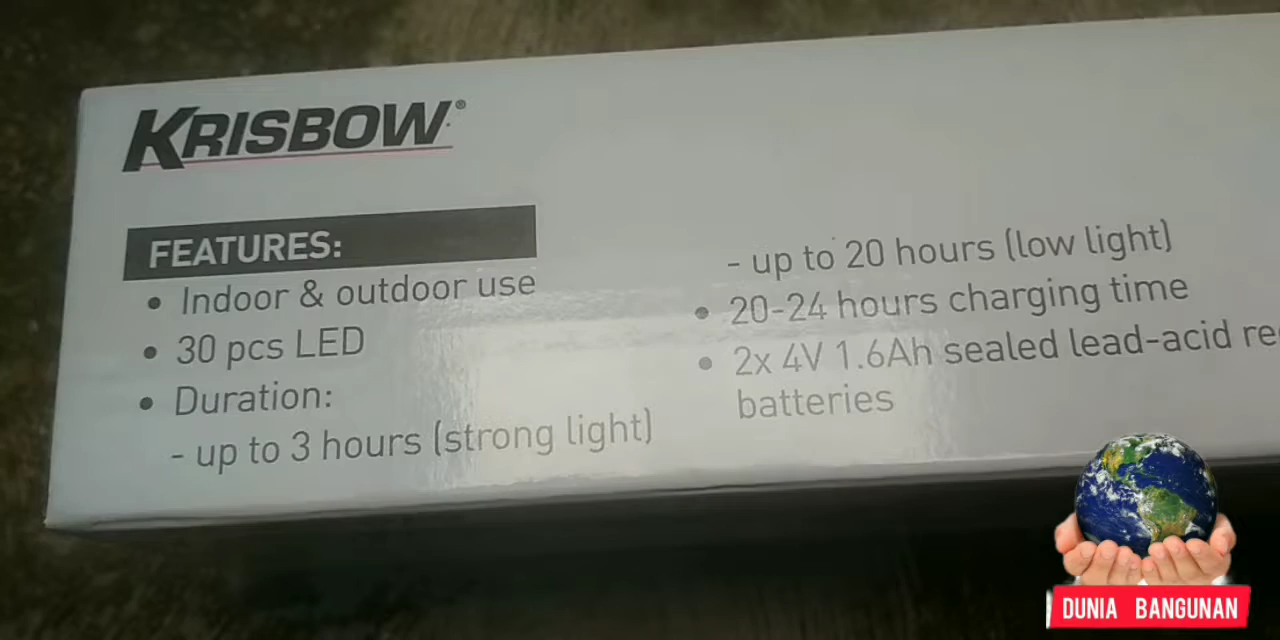 KRISBOW®
FEATURES:
• Indoor & outdoor use
• 30 pcs LED
• Duration:
- up to 3 hours (strong light)
- up to 20 hours (low light)
• 20-24 hours charging time
• 2x 4V 1.6Ah sealed lead-acid
batteries
DUNIA BANGUNAN